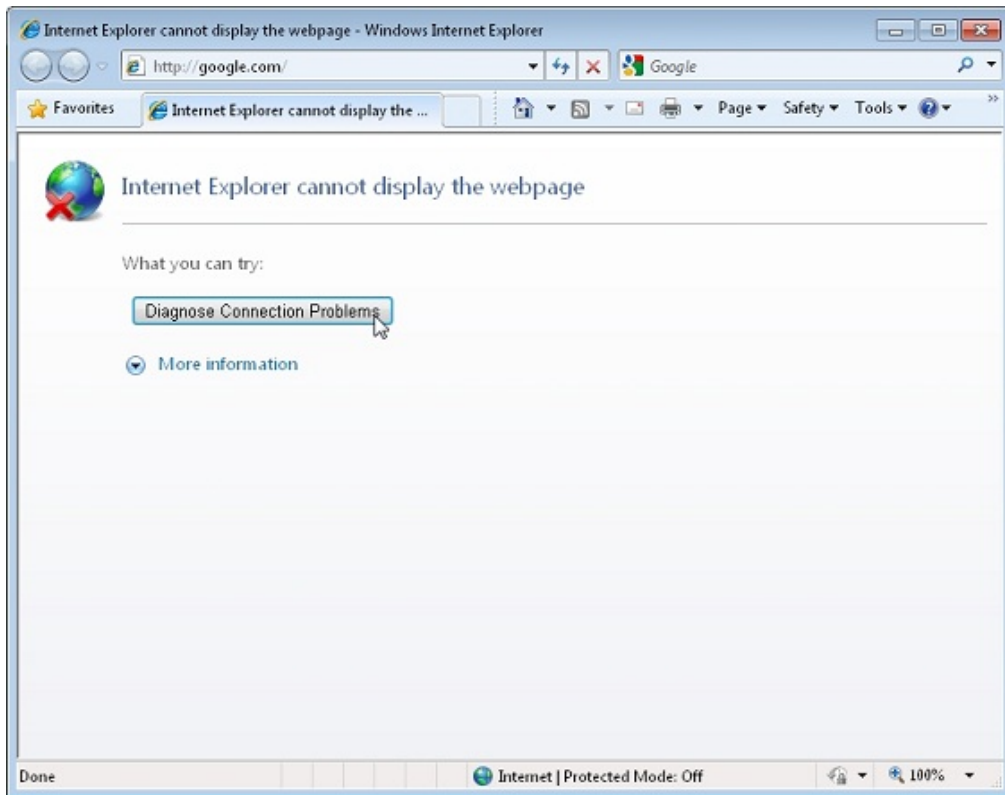 Internet Explorer cannot display the webpage - Windows Internet Explorer
http://google.com/ Google
Favorites Internet Explorer cannot display the ... Page Safety Tools
Internet Explorer cannot display the webpage
What you can try:
Diagnose Connection Problems
More information
Done Internet | Protected Mode: Off 100%